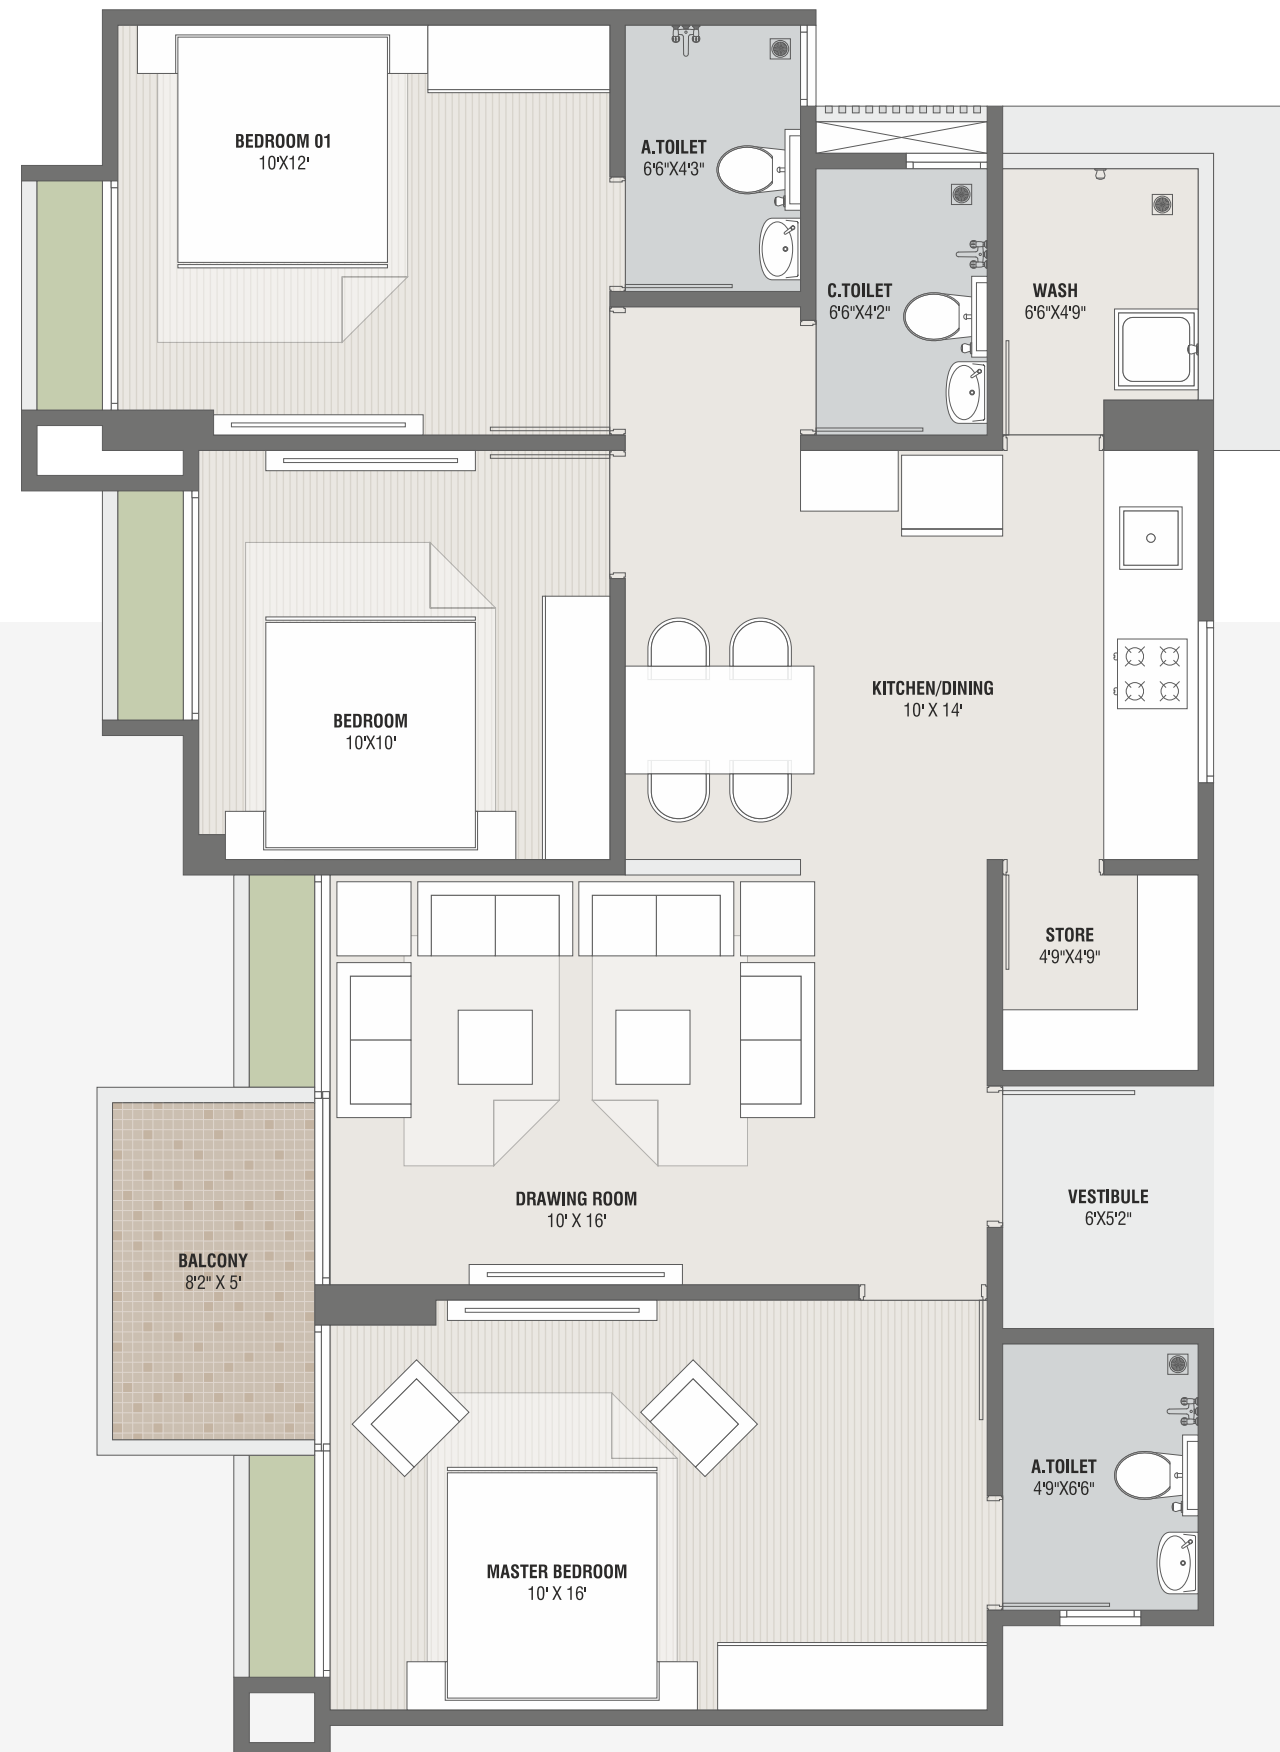 BEDROOM 01
10'X12'
A.TOILET
6'6"X4'3"
C.TOILET
6'6"X4'2"
WASH
6'6"X4'9"
KITCHEN/DINING
10' X 14'
BEDROOM
10'X10'
STORE
4'9"X4'9"
DRAWING ROOM
10' X 16'
VESTIBULE
6'X5'2"
BALCONY
8'2" X 5'
A.TOILET
4'9"X6'6"
MASTER BEDROOM
10' X 16'